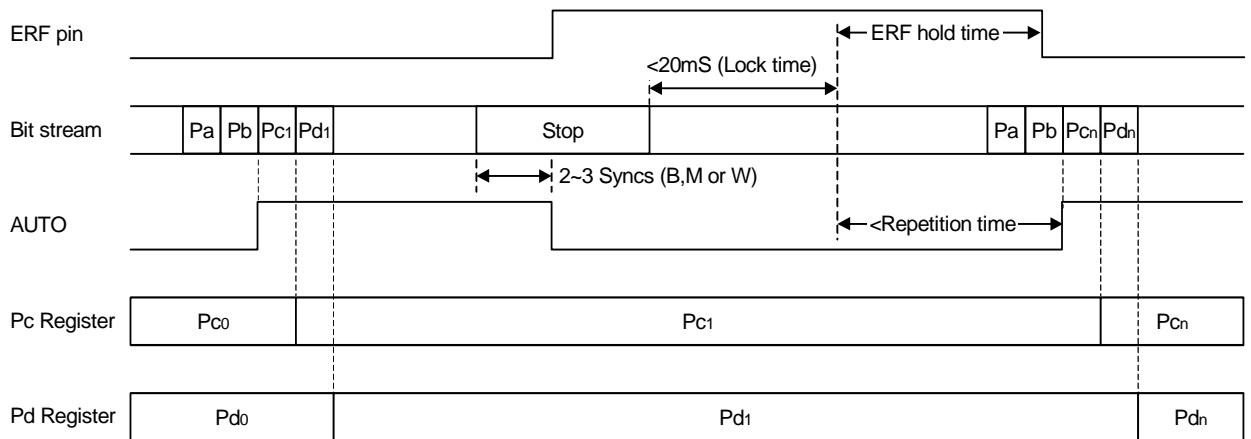 ERF pin
ERF hold time
<20mS (Lock time)
Bit stream
Pa Pb Pc1 Pd1 Stop Pa Pb Pcn Pdn
2~3 Syncs (B,M or W)
AUTO
<Repetition time
Pc Register Pc0 Pc1 Pcn
Pd Register Pd0 Pd1 Pdn